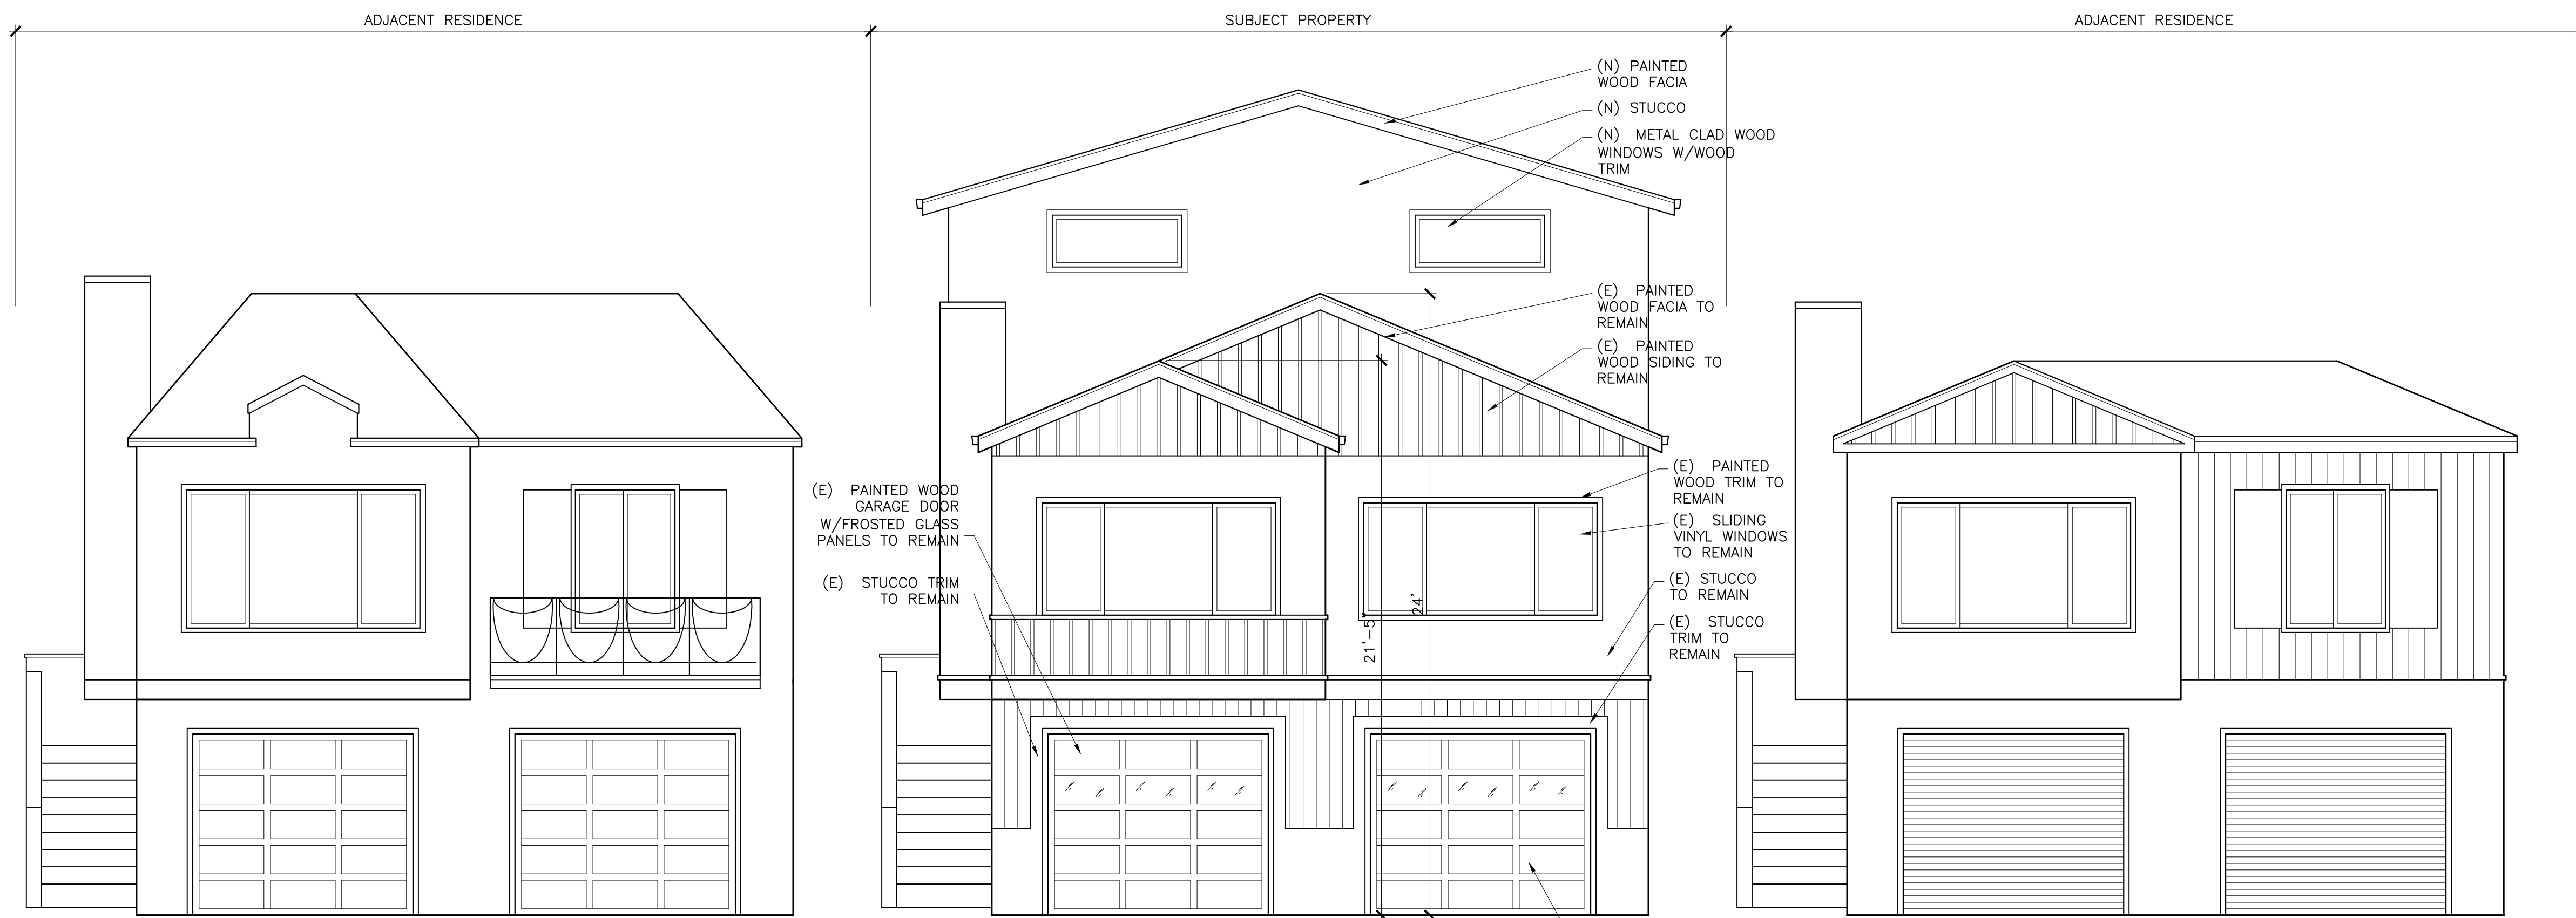 ADJACENT RESIDENCE
SUBJECT PROPERTY
ADJACENT RESIDENCE
(N) PAINTED
WOOD FACIA
(N) STUCCO
(N) METAL CLAD WOOD
WINDOWS W/WOOD
TRIM
(E) PAINTED
WOOD FACIA TO
REMAIN
(E) PAINTED
WOOD SIDING TO
REMAIN
(E) PAINTED WOOD
GARAGE DOOR
W/FROSTED GLASS
PANELS TO REMAIN
(E) STUCCO TRIM
TO REMAIN
21'-5"
24'
(E) PAINTED
WOOD TRIM TO
REMAIN
(E) SLIDING
VINYL WINDOWS
TO REMAIN
(E) STUCCO
TO REMAIN
(E) STUCCO
TRIM TO
REMAIN